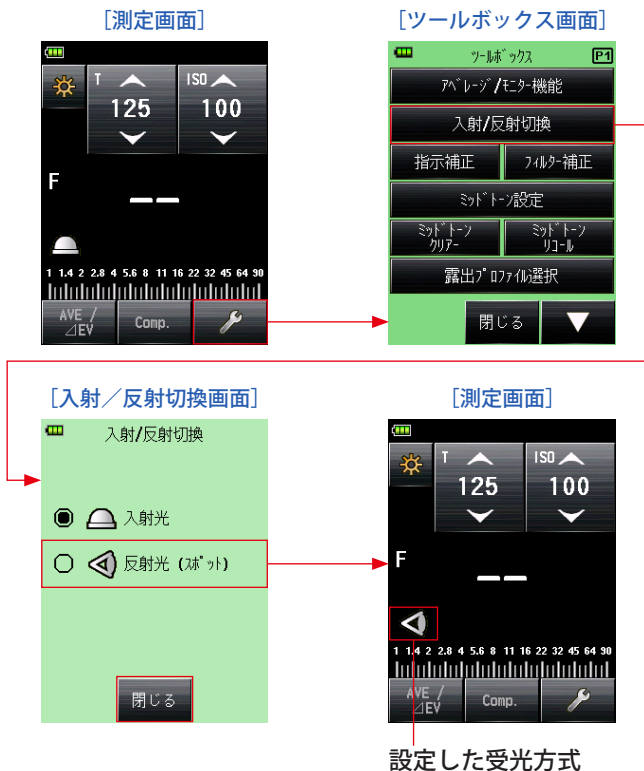 ［測定画面］
T
ISO
125
100
F
1 1.4 2 2.8 4 5.6 8 11 16 22 32 45 64 90
AVE /
⊿EV
Comp.
［ツールボックス画面］
ﾂｰﾙﾎﾞｯｸｽ
P1
ｱﾍﾞﾚｰｼﾞ/ﾓﾆﾀｰ機能
入射/反射切換
指示補正
ﾌｨﾙﾀｰ補正
ﾐｯﾄﾞﾄｰﾝ設定
ﾐｯﾄﾞﾄｰﾝ
ｸﾘｱｰ
ﾐｯﾄﾞﾄｰﾝ
ﾘｺｰﾙ
露出ﾌﾟﾛﾌｧｲﾙ選択
閉じる
［入射／反射切換画面］
入射/反射切換
入射光
反射光 (ｽﾎﾟｯﾄ)
閉じる
［測定画面］
T
ISO
125
100
F
1 1.4 2 2.8 4 5.6 8 11 16 22 32 45 64 90
AVE /
⊿EV
Comp.
設定した受光方式